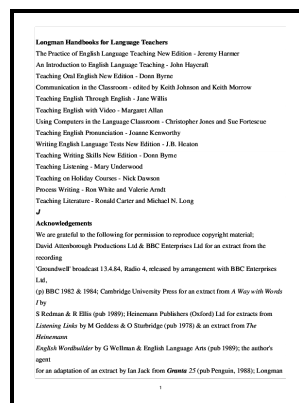 Longman Handbooks for Language Teachers
The Practice of English Language Teaching New Edition - Jeremy Harmer
An Introduction to English Language Teaching - John Haycraft
Teaching Oral English New Edition - Donn Byrne
Communication in the Classroom - edited by Keith Johnson and Keith Morrow
Teaching English Through English - Jane Willis
Teaching English with Video - Margaret Allan
Using Computers in the Language Classroom - Christopher Jones and Sue Fortescue
Teaching English Pronunciation - Joanne Kenworthy
Writing English Language Tests New Edition - J.B. Heaton
Teaching Writing Skills New Edition - Donn Byrne
Teaching Listening - Mary Underwood
Teaching on Holiday Courses - Nick Dawson
Process Writing - Ron White and Valerie Arndt
Teaching Literature - Ronald Carter and Michael N. Long
J
Acknowledgements
We are grateful to the following for permission to reproduce copyright material;
David Attenborough Productions Ltd & BBC Enterprises Ltd for an extract from the
recording
'Groundwell' broadcast 13.4.84, Radio 4, released by arrangement with BBC Enterprises
Ltd,
(p) BBC 1982 & 1984; Cambridge University Press for an extract from A Way with Words
I by
S Redman & R Ellis (pub 1989); Heinemann Publishers (Oxford) Ltd for extracts from
Listening Links by M Geddess & O Sturbridge (pub 1978) & an extract from The
Heinemann
English Wordbuilder by G Wellman & English Language Arts (pub 1989); the author's
agent
for an adaptation of an extract by Ian Jack from Granta 25 (pub Penguin, 1988); Longman
1